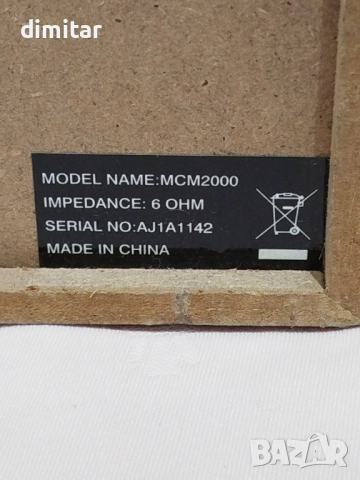 dimitar
MODEL NAME:MCM2000
IMPEDANCE: 6 OHM
SERIAL NO:AJ1A1142
MADE IN CHINA
BAZAR